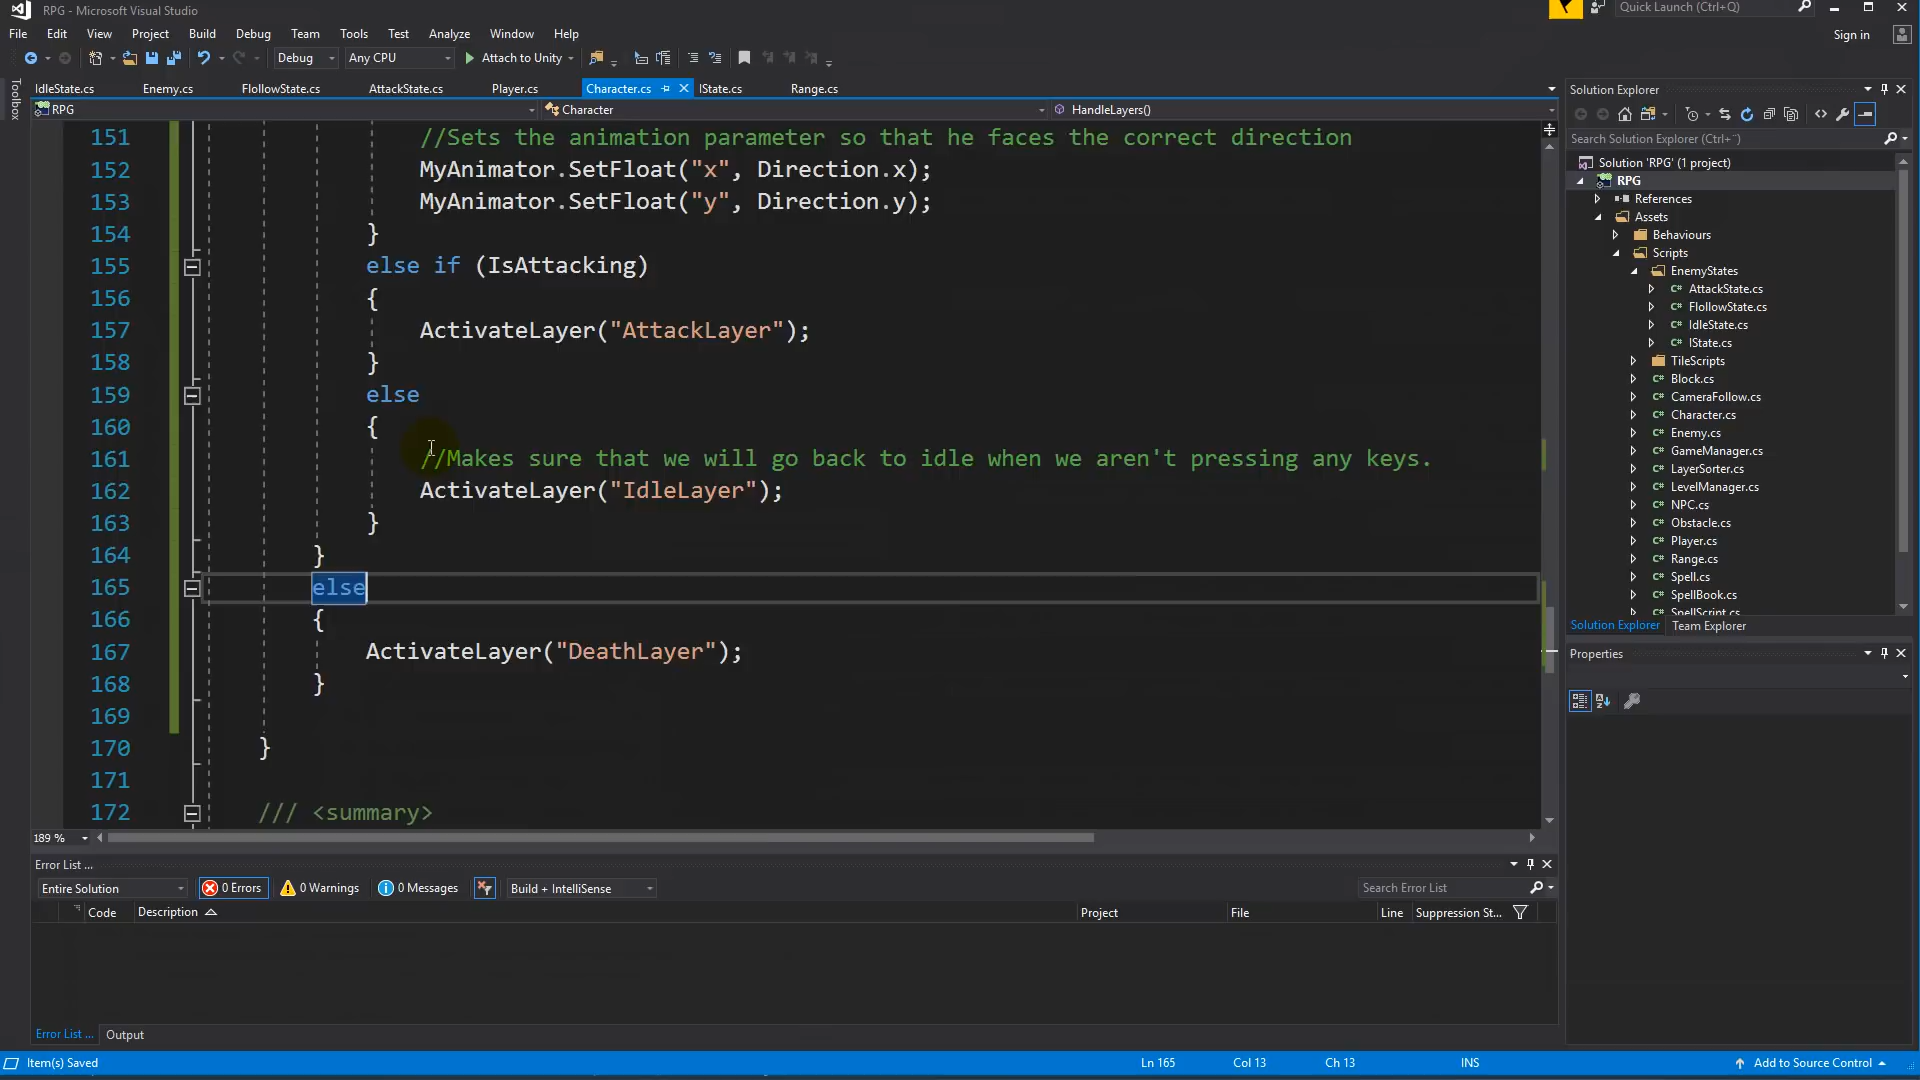 RPG - Microsoft Visual Studio
Quick Launch (Ctrl+Q)
File Edit View Project Build Debug Team Tools Test Analyze Window Help
Sign in
Debug Any CPU Attach to Unity
Toolbox
IdleState.cs Enemy.cs FlollowState.cs AttackState.cs Player.cs Character.cs IState.cs Range.cs
RPG Character HandleLayers()
151 //Sets the animation parameter so that he faces the correct direction
152 MyAnimator.SetFloat("x", Direction.x);
153 MyAnimator.SetFloat("y", Direction.y);
154 }
155 else if (IsAttacking)
156 {
157 ActivateLayer("AttackLayer");
158 }
159 else
160 {
161 //Makes sure that we will go back to idle when we aren't pressing any keys.
162 ActivateLayer("IdleLayer");
163 }
164 }
165 else
166 {
167 ActivateLayer("DeathLayer");
168 }
169
170 }
171
172 /// <summary>
189 %
Solution Explorer
Search Solution Explorer (Ctrl+¨)
Solution 'RPG' (1 project)
RPG
References
Assets
Behaviours
Scripts
EnemyStates
C# AttackState.cs
C# FlollowState.cs
C# IdleState.cs
C# IState.cs
TileScripts
C# Block.cs
C# CameraFollow.cs
C# Character.cs
C# Enemy.cs
C# GameManager.cs
C# LayerSorter.cs
C# LevelManager.cs
C# NPC.cs
C# Obstacle.cs
C# Player.cs
C# Range.cs
C# Spell.cs
C# SpellBook.cs
C# SpellScript.cs
Solution Explorer Team Explorer
Properties
Error List ...
Entire Solution 0 Errors 0 Warnings 0 Messages Build + IntelliSense Search Error List
Code Description Project File Line Suppression St...
Error List ... Output
Item(s) Saved Ln 165 Col 13 Ch 13 INS Add to Source Control